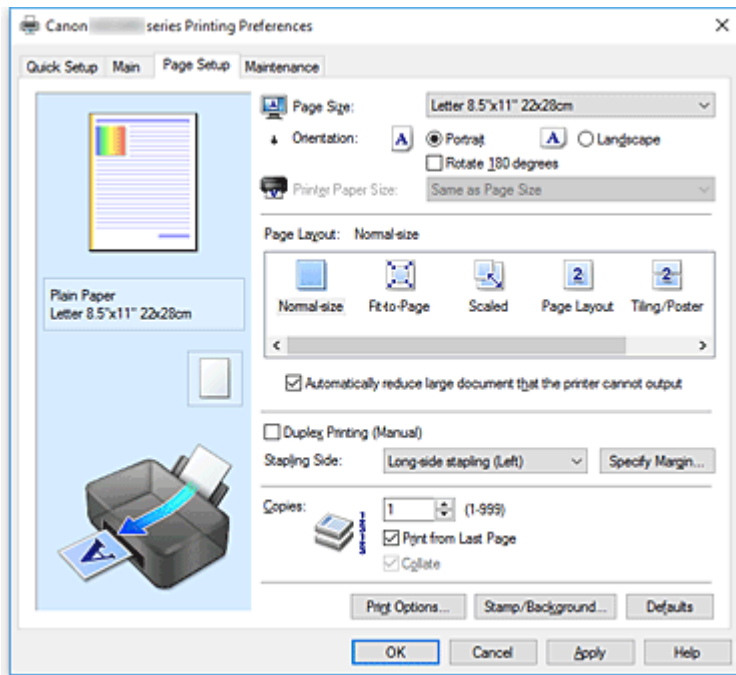 Canon series Printing Preferences
Quick Setup Main Page Setup Maintenance
Page Size: Letter 8.5"x11" 22x28cm
Orientation: A Portrait A Landscape
Rotate 180 degrees
Printer Paper Size: Same as Page Size
Page Layout: Normal-size
Normal-size Fit-to-Page Scaled Page Layout Tiling/Poster
Plain Paper
Letter 8.5"x11" 22x28cm
Automatically reduce large document that the printer cannot output
Duplex Printing (Manual)
Stapling Side: Long-side stapling (Left) Specify Margin...
Copies: 1 (1-999)
Print from Last Page
Collate
Print Options... Stamp/Background... Defaults
OK Cancel Apply Help